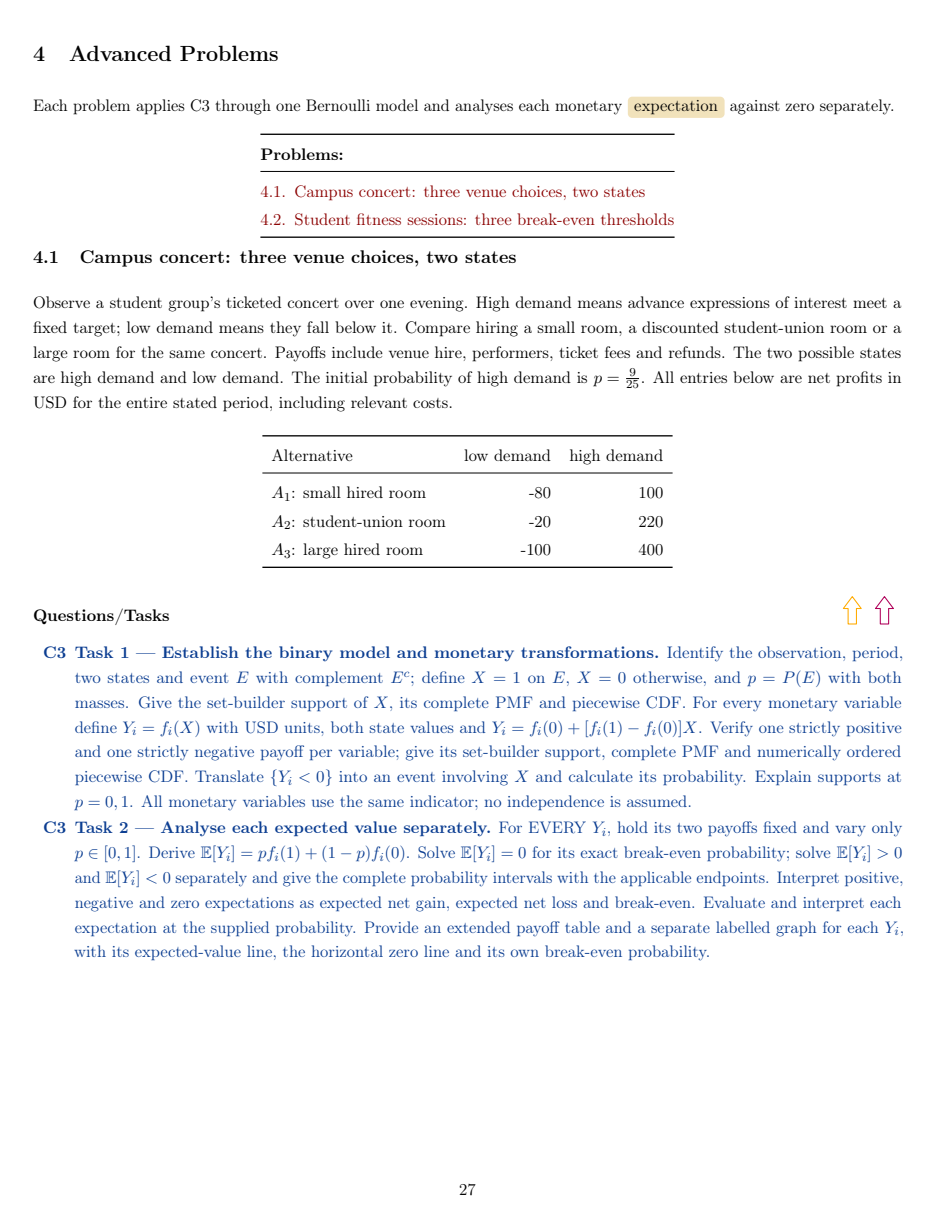 4 Advanced Problems
Each problem applies C3 through one Bernoulli model and analyses each monetary expectation against zero separately.
Problems:
4.1. Campus concert: three venue choices, two states
4.2. Student fitness sessions: three break-even thresholds
4.1 Campus concert: three venue choices, two states
Observe a student group's ticketed concert over one evening. High demand means advance expressions of interest meet a
fixed target; low demand means they fall below it. Compare hiring a small room, a discounted student-union room or a
large room for the same concert. Payoffs include venue hire, performers, ticket fees and refunds. The two possible states
are high demand and low demand. The initial probability of high demand is p = 9/25. All entries below are net profits in
USD for the entire stated period, including relevant costs.
Alternative low demand high demand
A₁: small hired room -80 100
A₂: student-union room -20 220
A₃: large hired room -100 400
Questions/Tasks
C3 Task 1 — Establish the binary model and monetary transformations. Identify the observation, period,
two states and event E with complement Eᶜ; define X = 1 on E, X = 0 otherwise, and p = P(E) with both
masses. Give the set-builder support of X, its complete PMF and piecewise CDF. For every monetary variable
define Yᵢ = fᵢ(X) with USD units, both state values and Yᵢ = fᵢ(0) + [fᵢ(1) − fᵢ(0)]X. Verify one strictly positive
and one strictly negative payoff per variable; give its set-builder support, complete PMF and numerically ordered
piecewise CDF. Translate {Yᵢ < 0} into an event involving X and calculate its probability. Explain supports at
p = 0, 1. All monetary variables use the same indicator; no independence is assumed.
C3 Task 2 — Analyse each expected value separately. For EVERY Yᵢ, hold its two payoffs fixed and vary only
p ∈ [0, 1]. Derive 𝔼[Yᵢ] = pfᵢ(1) + (1 − p)fᵢ(0). Solve 𝔼[Yᵢ] = 0 for its exact break-even probability; solve 𝔼[Yᵢ] > 0
and 𝔼[Yᵢ] < 0 separately and give the complete probability intervals with the applicable endpoints. Interpret positive,
negative and zero expectations as expected net gain, expected net loss and break-even. Evaluate and interpret each
expectation at the supplied probability. Provide an extended payoff table and a separate labelled graph for each Yᵢ,
with its expected-value line, the horizontal zero line and its own break-even probability.
27